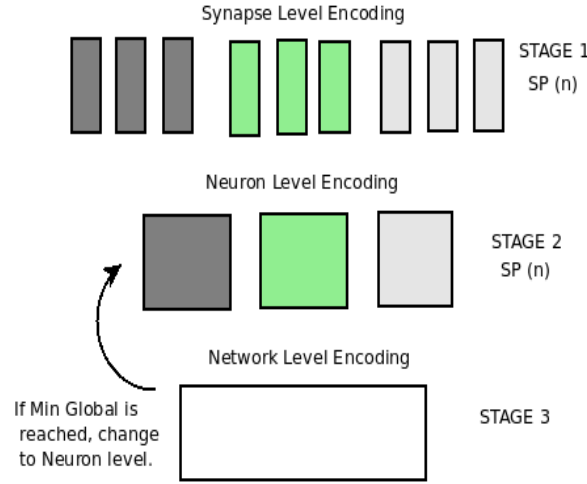 Synapse Level Encoding
STAGE 1
SP (n)
Neuron Level Encoding
STAGE 2
SP (n)
Network Level Encoding
If Min Global is
reached, change
to Neuron level.
STAGE 3